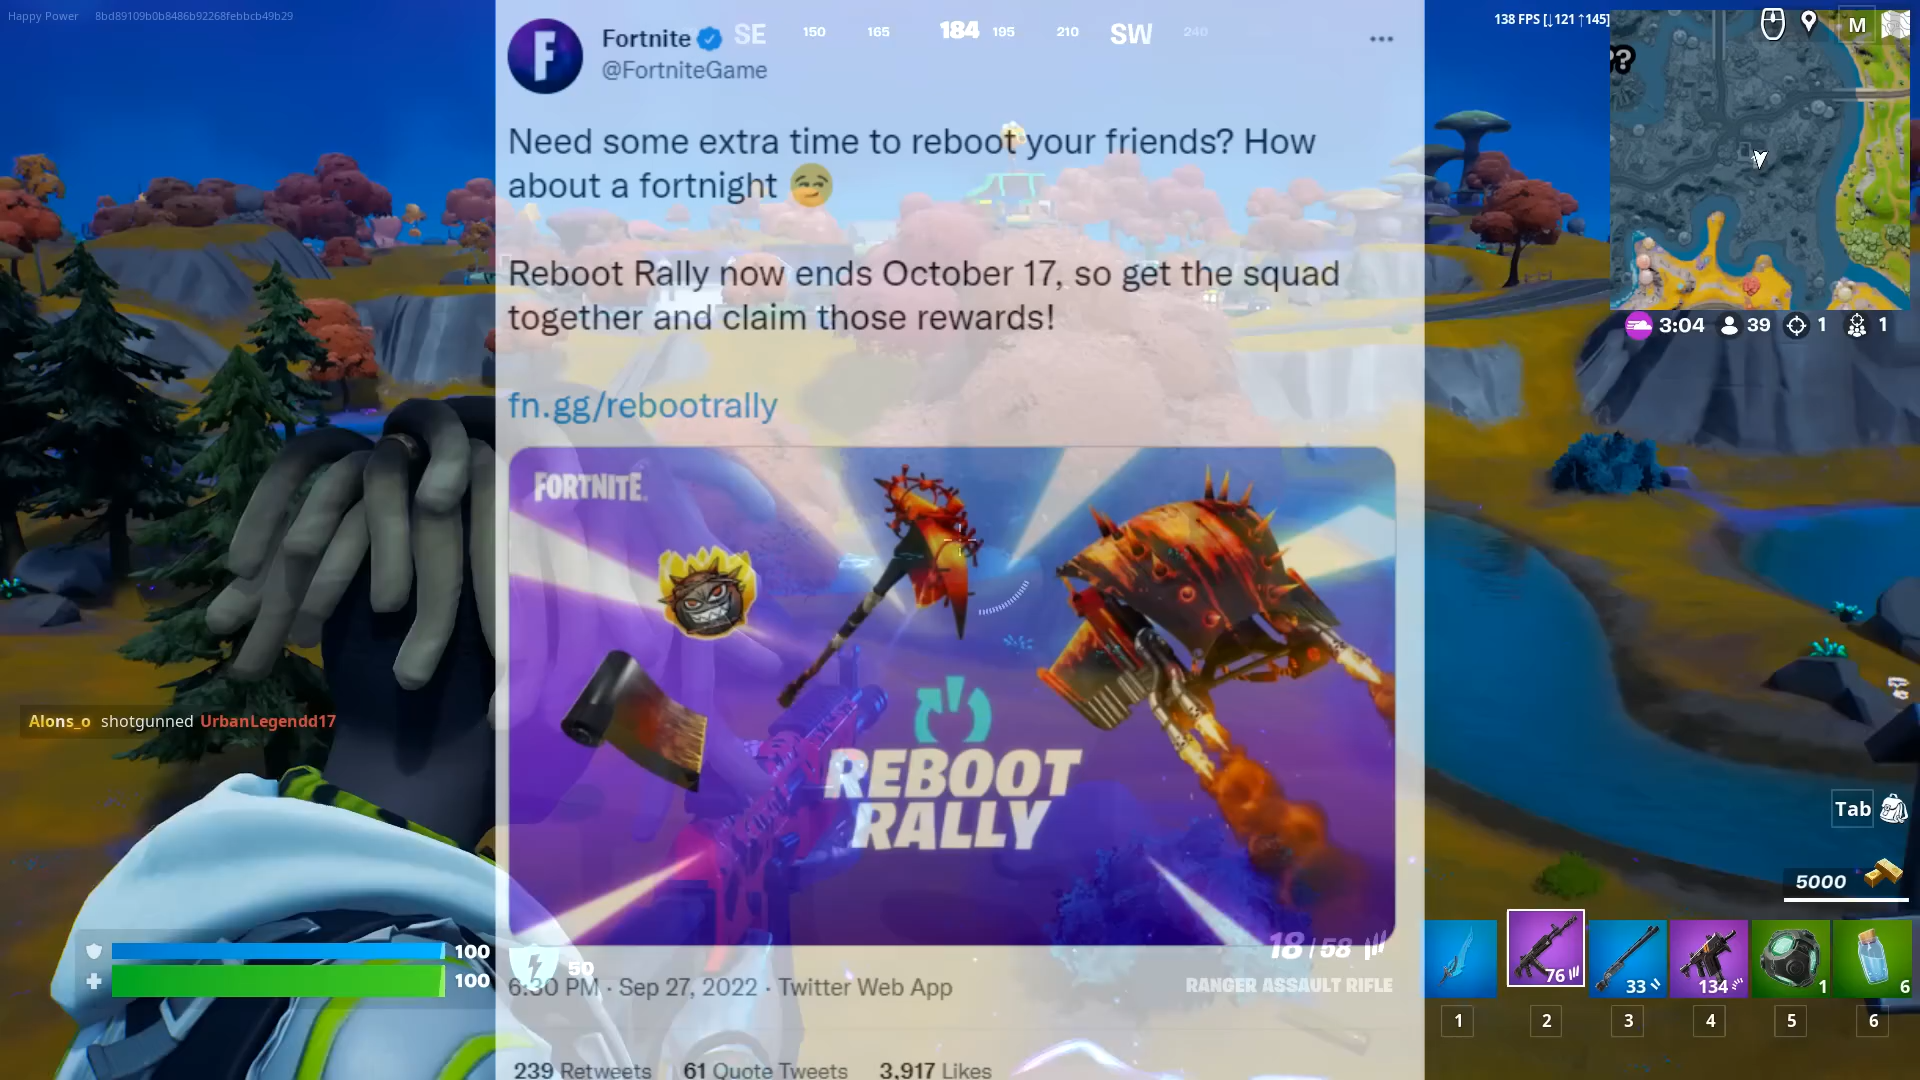 Happy Power 8bd89109b0b8486b92268febbcb49b29
Fortnite
@FortniteGame
SE 150 165 184 195 210 SW 240
138 FPS [↓121 ↑145]
M
??
Need some extra time to reboot your friends? How
about a fortnight 😏
Reboot Rally now ends October 17, so get the squad
together and claim those rewards!
fn.gg/rebootrally
3:04 39 1 1
FORTNITE
REBOOT
RALLY
Alons_o shotgunned UrbanLegendd17
Tab
5000
100
100
50
18/58
RANGER ASSAULT RIFLE
76 33 134 1 6
1 2 3 4 5 6
6:30 PM · Sep 27, 2022 · Twitter Web App
239 Retweets 61 Quote Tweets 3,917 Likes